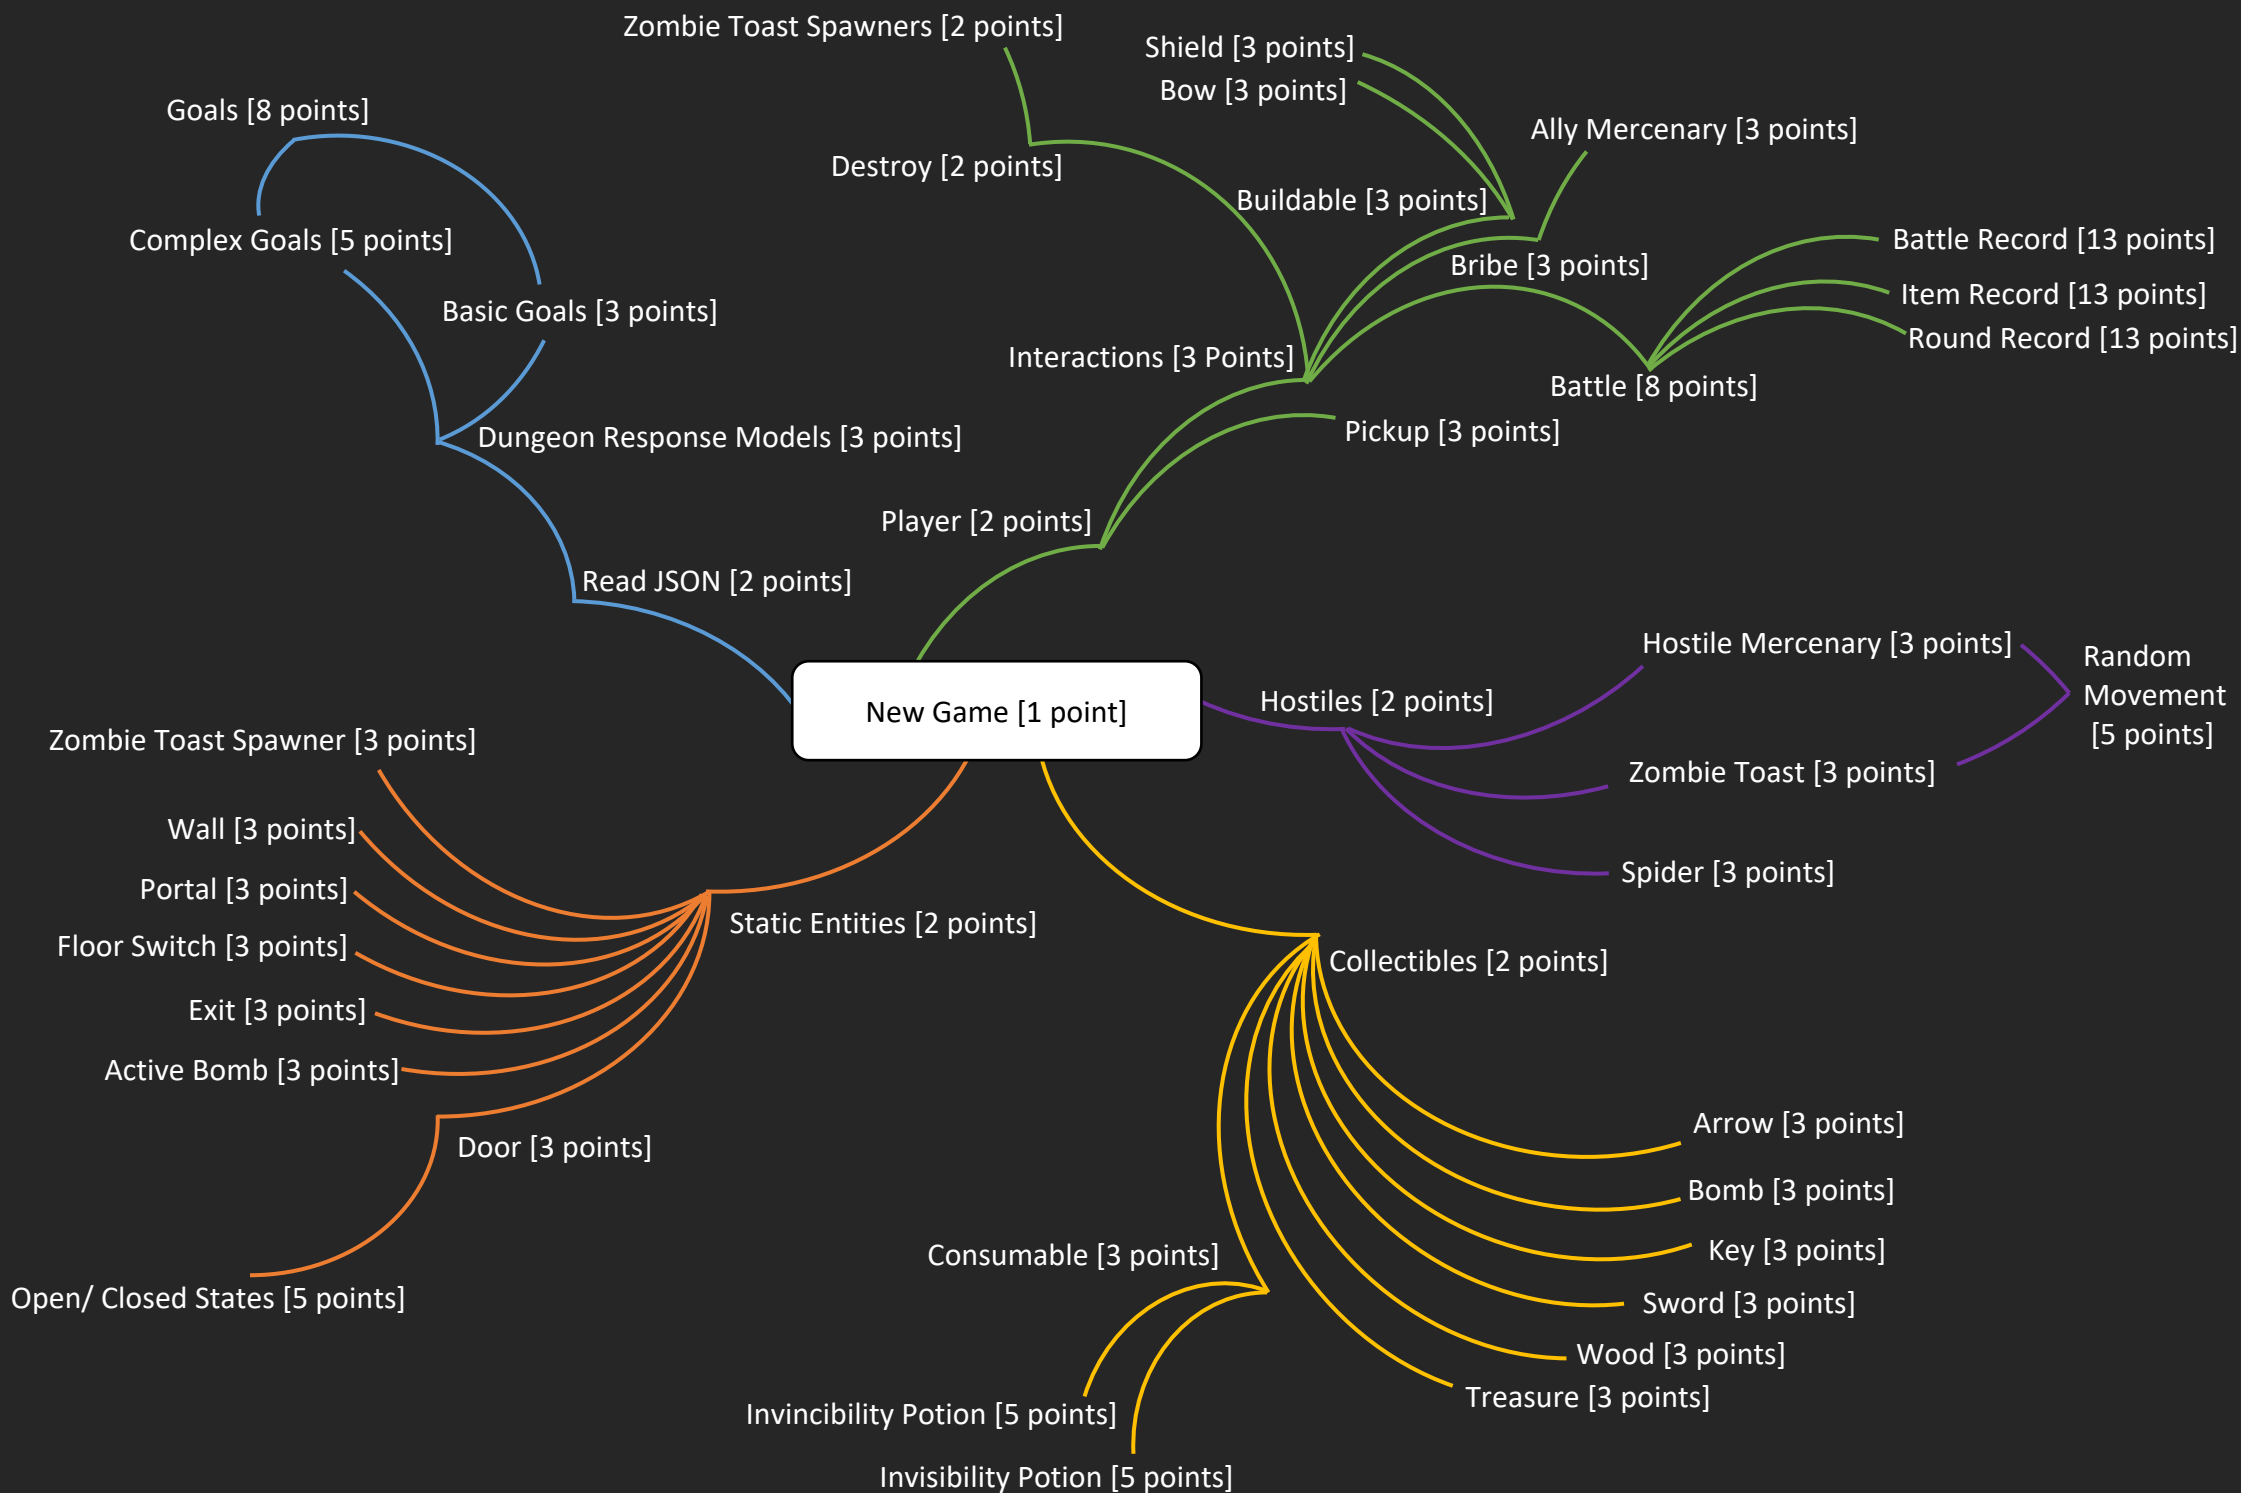 Zombie Toast Spawners [2 points]
Shield [3 points]
Bow [3 points]
Goals [8 points]
Ally Mercenary [3 points]
Destroy [2 points]
Buildable [3 points]
Complex Goals [5 points]
Battle Record [13 points]
Bribe [3 points]
Item Record [13 points]
Basic Goals [3 points]
Round Record [13 points]
Interactions [3 Points]
Battle [8 points]
Pickup [3 points]
Dungeon Response Models [3 points]
Player [2 points]
Read JSON [2 points]
Hostile Mercenary [3 points]
Random
Movement
[5 points]
Hostiles [2 points]
New Game [1 point]
Zombie Toast Spawner [3 points]
Zombie Toast [3 points]
Wall [3 points]
Spider [3 points]
Portal [3 points]
Static Entities [2 points]
Floor Switch [3 points]
Collectibles [2 points]
Exit [3 points]
Active Bomb [3 points]
Arrow [3 points]
Door [3 points]
Bomb [3 points]
Key [3 points]
Consumable [3 points]
Open/ Closed States [5 points]
Sword [3 points]
Wood [3 points]
Treasure [3 points]
Invincibility Potion [5 points]
Invisibility Potion [5 points]